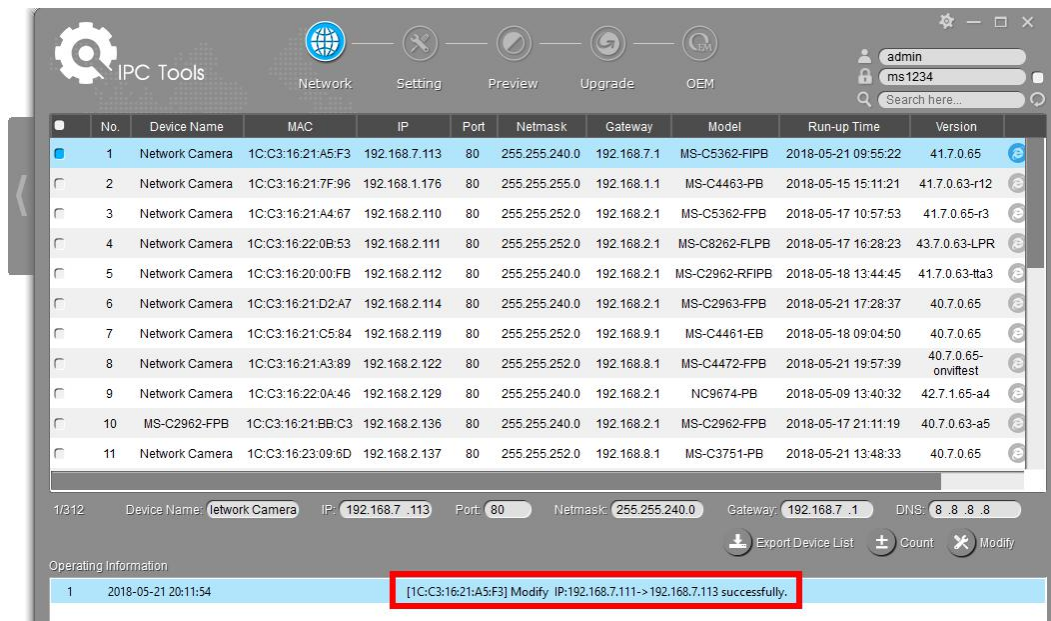 IPC Tools
Network Setting Preview Upgrade OEM
admin
ms1234
Search here...
No. Device Name MAC IP Port Netmask Gateway Model Run-up Time Version
1 Network Camera 1C:C3:16:21:A5:F3 192.168.7.113 80 255.255.240.0 192.168.7.1 MS-C5362-FIPB 2018-05-21 09:55:22 41.7.0.65
2 Network Camera 1C:C3:16:21:7F:96 192.168.1.176 80 255.255.255.0 192.168.1.1 MS-C4463-PB 2018-05-15 15:11:21 41.7.0.63-r12
3 Network Camera 1C:C3:16:21:A4:67 192.168.2.110 80 255.255.252.0 192.168.2.1 MS-C5362-FPB 2018-05-17 10:57:53 41.7.0.65-r3
4 Network Camera 1C:C3:16:22:0B:53 192.168.2.111 80 255.255.252.0 192.168.2.1 MS-C8262-FLPB 2018-05-17 16:28:23 43.7.0.63-LPR
5 Network Camera 1C:C3:16:20:00:FB 192.168.2.112 80 255.255.240.0 192.168.2.1 MS-C2962-RFIPB 2018-05-18 13:44:45 41.7.0.63-tta3
6 Network Camera 1C:C3:16:21:D2:A7 192.168.2.114 80 255.255.240.0 192.168.2.1 MS-C2963-FPB 2018-05-21 17:28:37 40.7.0.65
7 Network Camera 1C:C3:16:21:C5:84 192.168.2.119 80 255.255.252.0 192.168.9.1 MS-C4461-EB 2018-05-18 09:04:50 40.7.0.65
8 Network Camera 1C:C3:16:21:A3:89 192.168.2.122 80 255.255.252.0 192.168.8.1 MS-C4472-FPB 2018-05-21 19:57:39 40.7.0.65-
onviftest
9 Network Camera 1C:C3:16:22:0A:46 192.168.2.129 80 255.255.240.0 192.168.2.1 NC9674-PB 2018-05-09 13:40:32 42.7.1.65-a4
10 MS-C2962-FPB 1C:C3:16:21:BB:C3 192.168.2.136 80 255.255.240.0 192.168.2.1 MS-C2962-FPB 2018-05-17 21:11:19 40.7.0.63-a5
11 Network Camera 1C:C3:16:23:09:6D 192.168.2.137 80 255.255.252.0 192.168.8.1 MS-C3751-PB 2018-05-21 13:48:33 40.7.0.65
1/312 Device Name: letwork Camera IP: 192.168.7 .113 Port: 80 Netmask: 255.255.240.0 Gateway: 192.168.7 .1 DNS: 8 .8 .8 .8
Export Device List Count Modify
Operating Information
1 2018-05-21 20:11:54 [1C:C3:16:21:A5:F3] Modify IP:192.168.7.111->192.168.7.113 successfully.